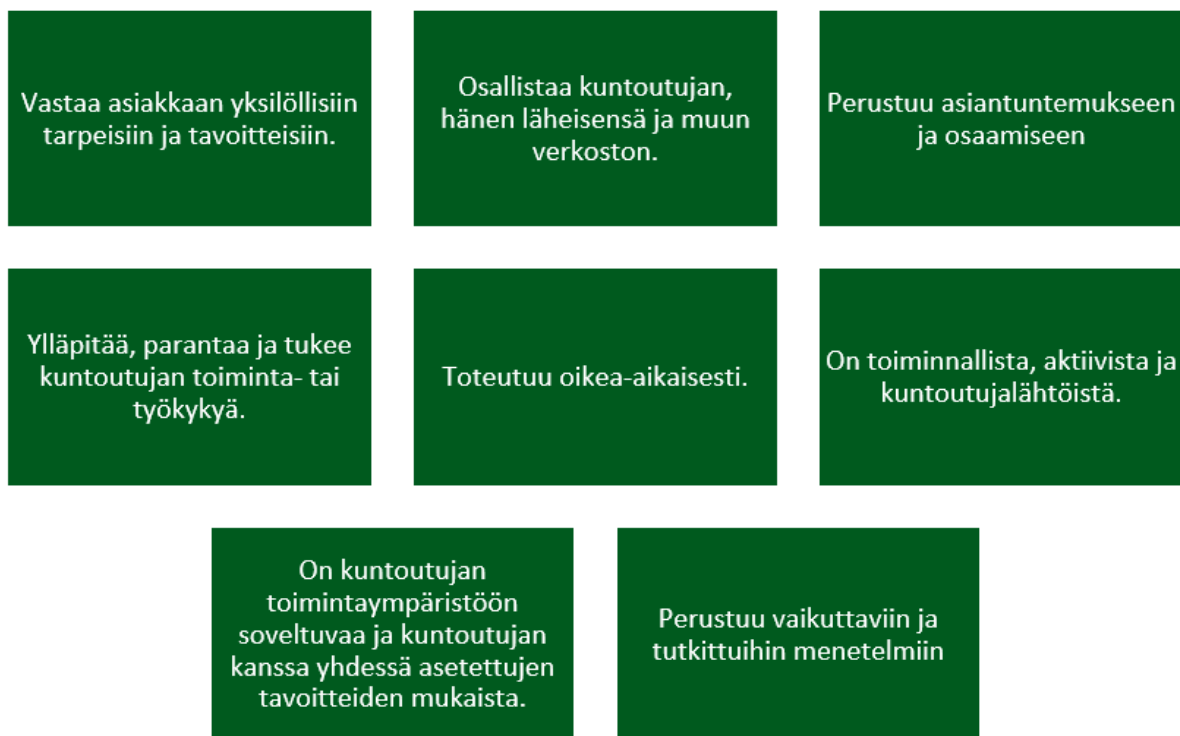 Vastaa asiakkaan yksilöllisiin
tarpeisiin ja tavoitteisiin.
Osallistaa kuntoutujan,
hänen läheisensä ja muun
verkoston.
Perustuu asiantuntemukseen
ja osaamiseen
Ylläpitää, parantaa ja tukee
kuntoutujan toiminta- tai
työkykyä.
Toteutuu oikea-aikaisesti.
On toiminnallista, aktiivista ja
kuntoutujalähtöistä.
On kuntoutujan
toimintaympäristöön
soveltuvaa ja kuntoutujan
kanssa yhdessä asetettujen
tavoitteiden mukaista.
Perustuu vaikuttaviin ja
tutkittuihin menetelmiin